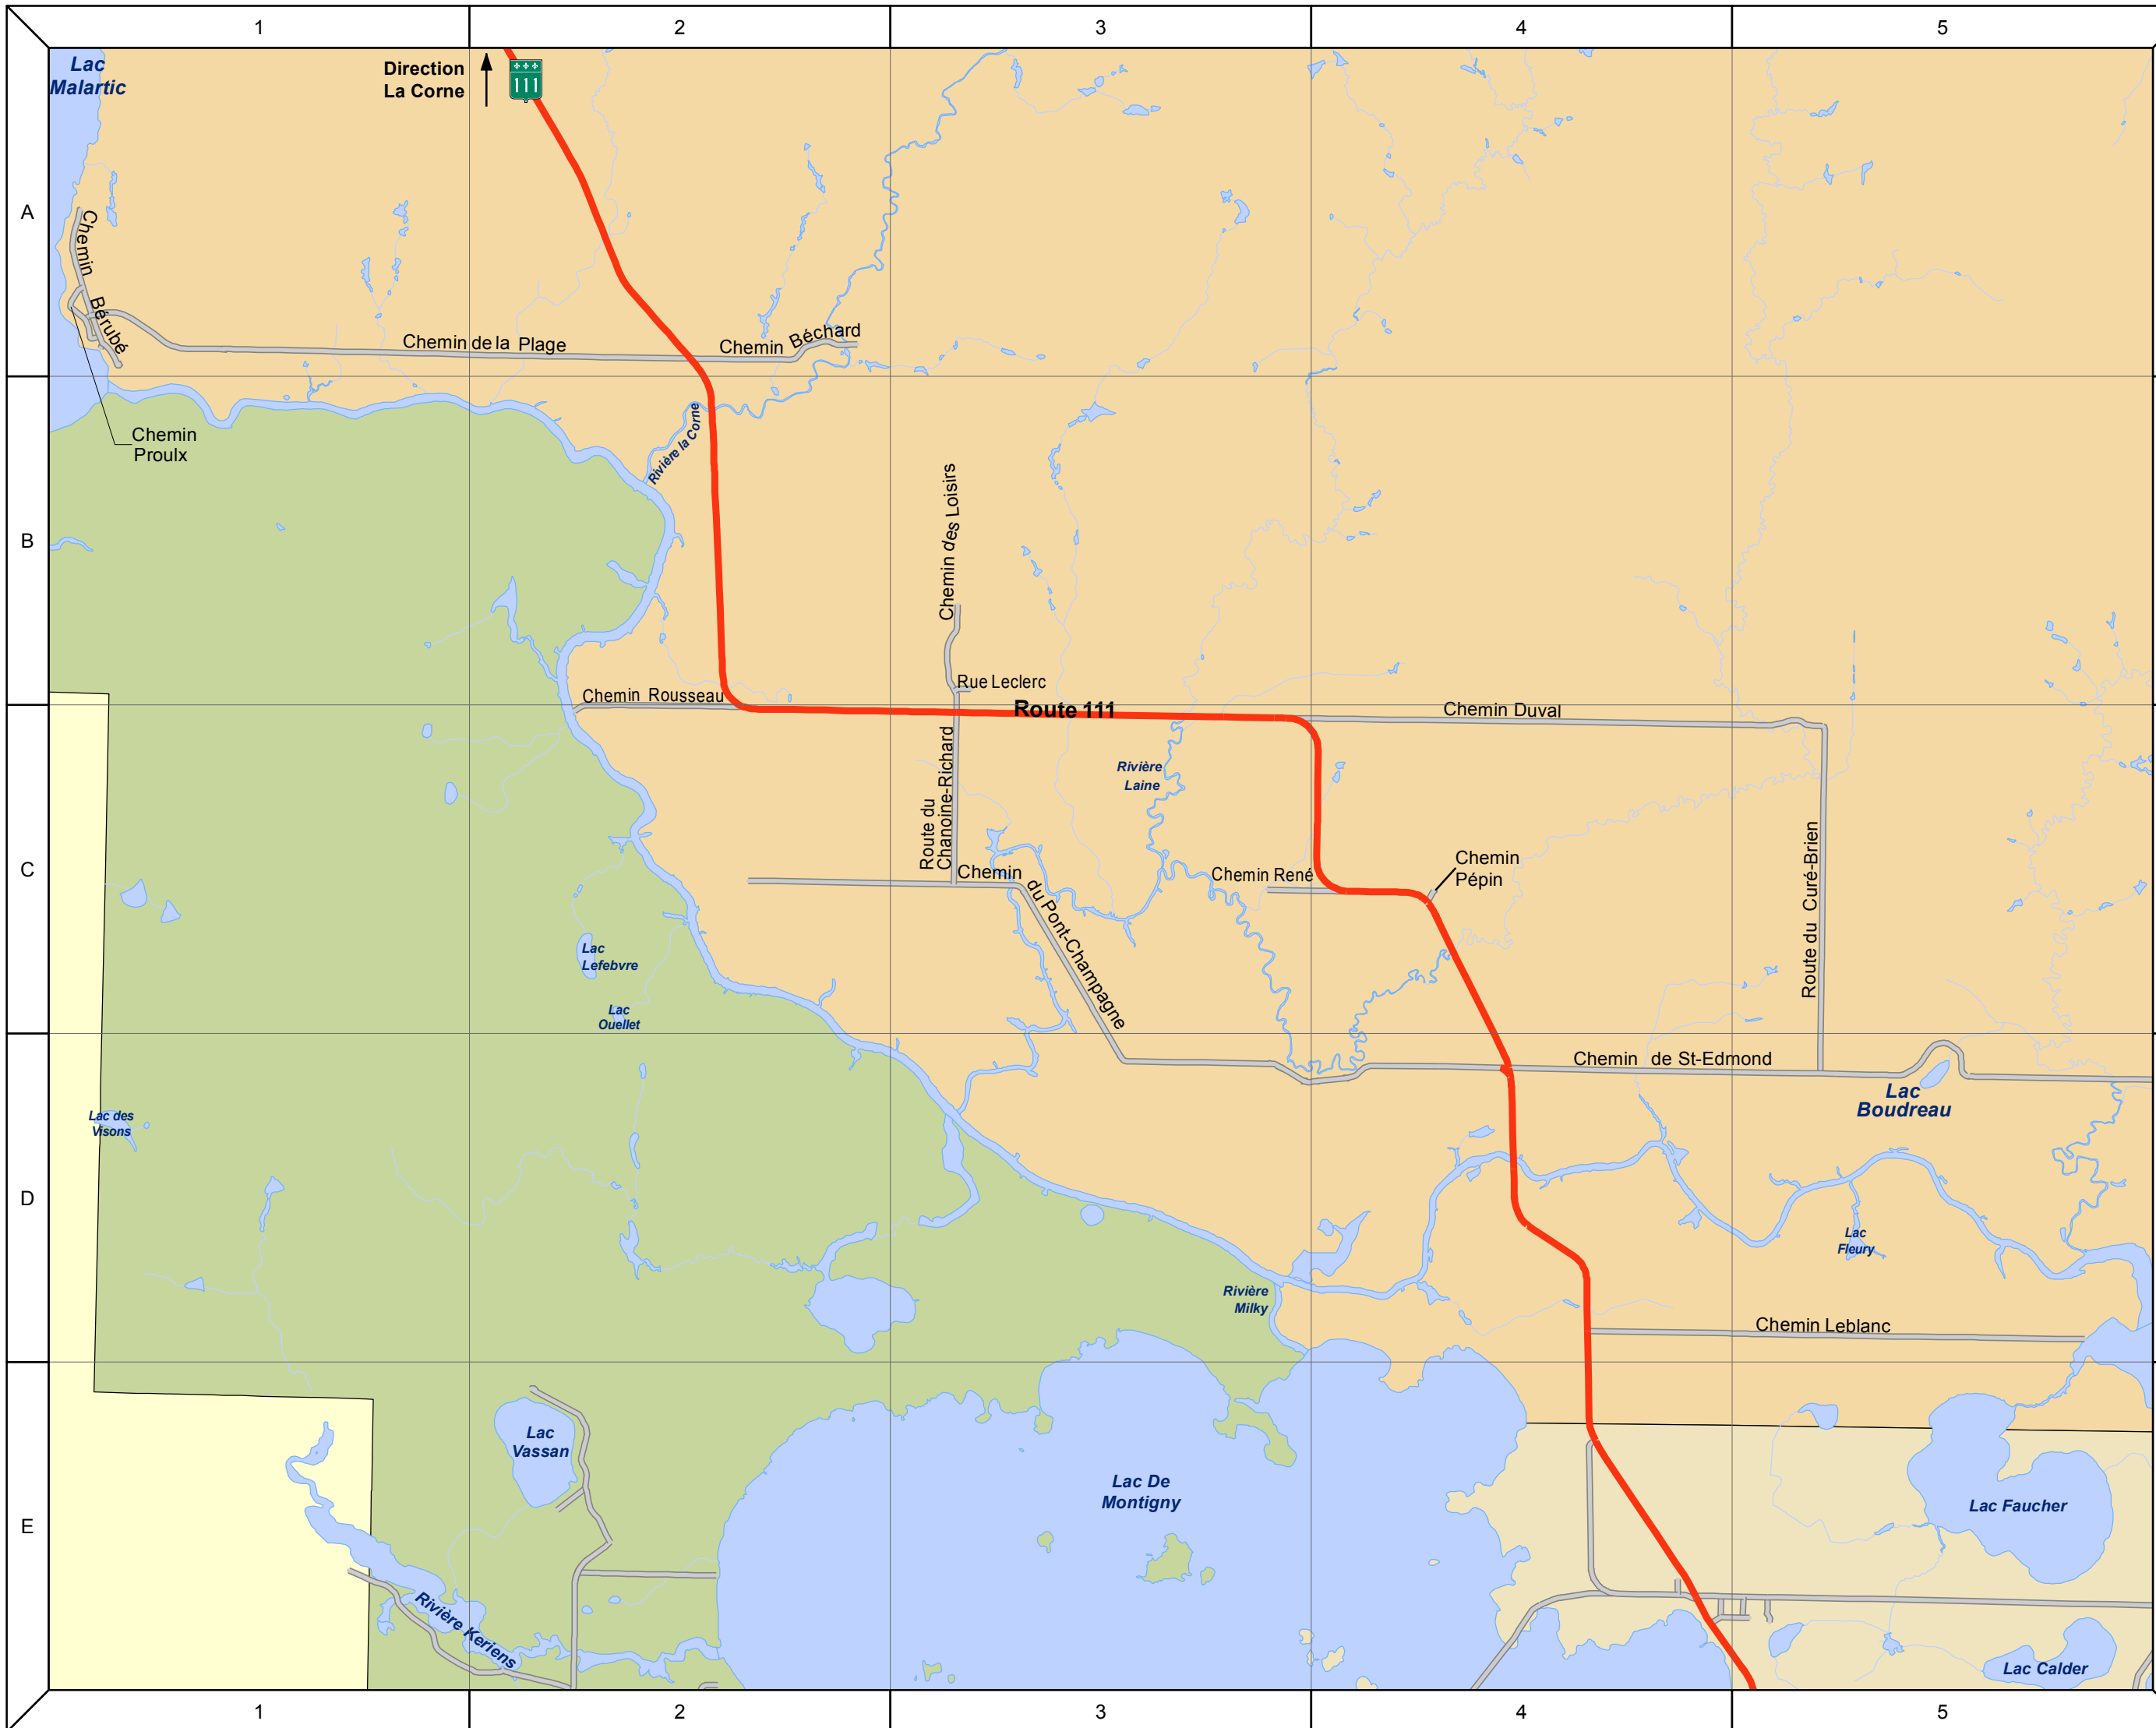 1 2 3 4 5
Lac
Malartic
Direction
La Corne
111
A
Chemin Bérubé
Chemin de la Plage
Chemin Béchard
Chemin
Proulx
Rivière la Corne
B
Chemin des Loisirs
Rue Leclerc
Chemin Rousseau
Route 111
Chemin Duval
Rivière
Laine
Route du
Chanoine-Richard
C
Chemin du Pont-Champagne
Chemin René
Chemin
Pépin
Route du Curé-Brien
Lac
Lefebvre
Lac
Ouellet
Chemin de St-Edmond
Lac
Boudreau
Lac des
Visons
D
Lac
Fleury
Rivière
Milky
Chemin Leblanc
Lac
Vassan
Lac De
Montigny
Lac Faucher
E
Rivière Keriens
Lac Calder
1 2 3 4 5